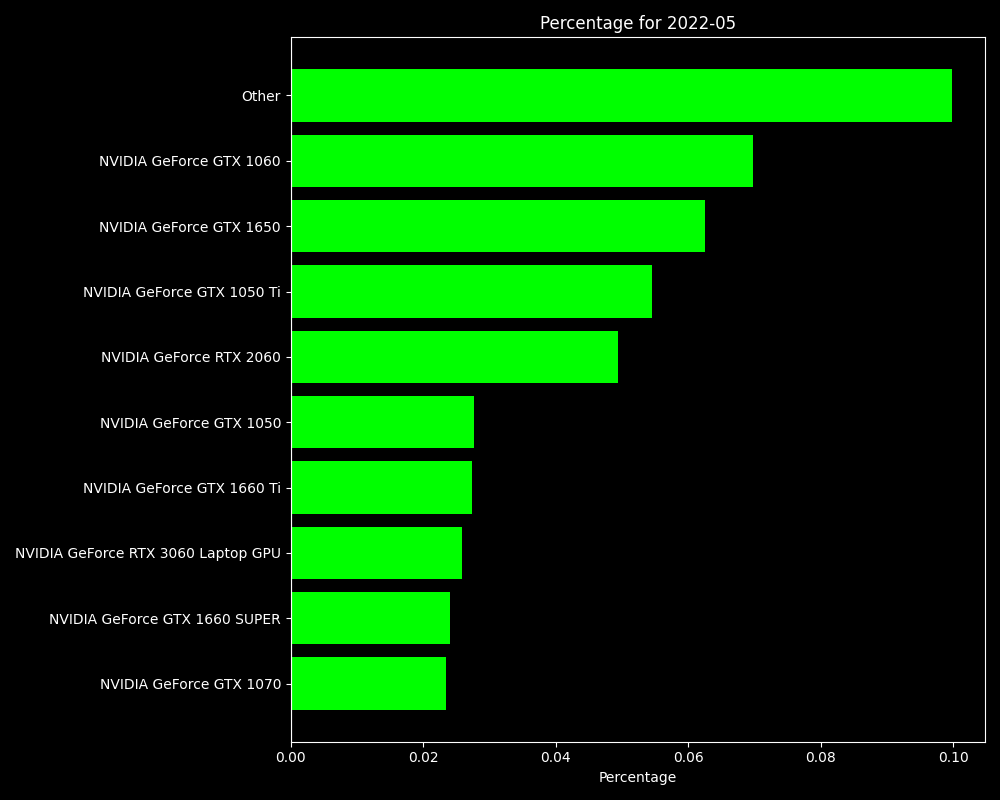 Percentage for 2022-05
Other
NVIDIA GeForce GTX 1060
NVIDIA GeForce GTX 1650
NVIDIA GeForce GTX 1050 Ti
NVIDIA GeForce RTX 2060
NVIDIA GeForce GTX 1050
NVIDIA GeForce GTX 1660 Ti
NVIDIA GeForce RTX 3060 Laptop GPU
NVIDIA GeForce GTX 1660 SUPER
NVIDIA GeForce GTX 1070
0.00 0.02 0.04 0.06 0.08 0.10
Percentage